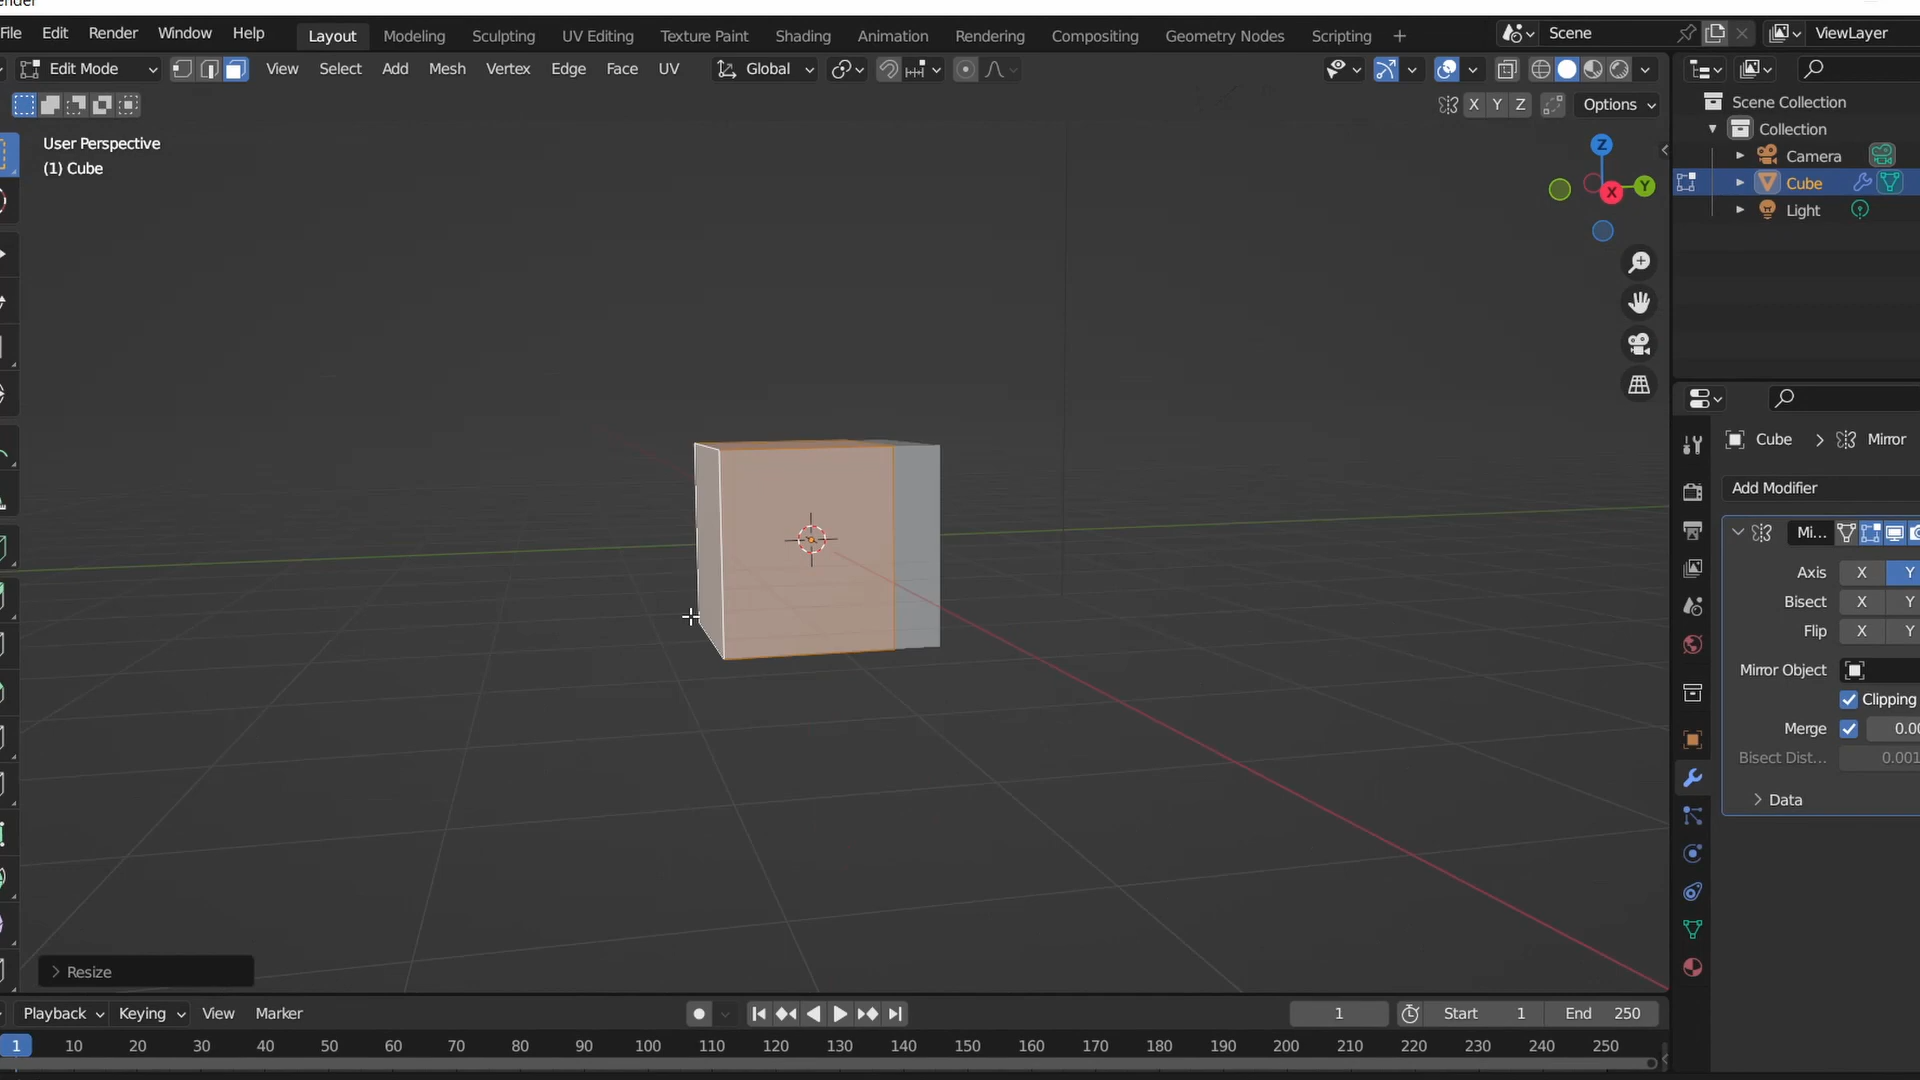 ender
File Edit Render Window Help Layout Modeling Sculpting UV Editing Texture Paint Shading Animation Rendering Compositing Geometry Nodes Scripting + Scene ViewLayer
Edit Mode View Select Add Mesh Vertex Edge Face UV Global
X Y Z Options
Scene Collection
Collection
Camera
Cube
Light
User Perspective
(1) Cube
Z
X Y
Cube > Mirror
Add Modifier
Mi...
Axis X Y
Bisect X Y
Flip X Y
Mirror Object
Clipping
Merge 0.00
Bisect Dist... 0.001
> Data
> Resize
Playback Keying View Marker 1 Start 1 End 250
1 10 20 30 40 50 60 70 80 90 100 110 120 130 140 150 160 170 180 190 200 210 220 230 240 250